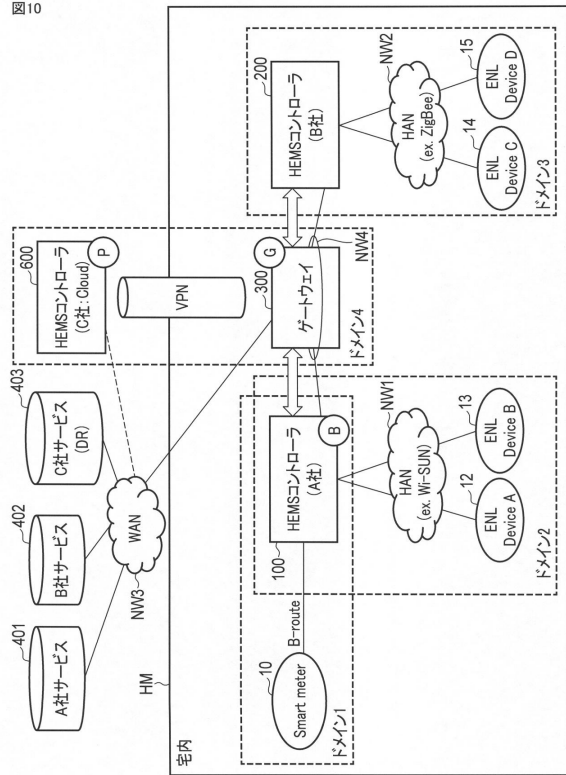 図10
401
A社サービス
402
B社サービス
403
C社サービス
(DR)
600
HEMSコントローラ
(C社: Cloud)
P
WAN
NW3
VPN
HM
宅内
10
Smart meter
B-route
ドメイン1
100
HEMSコントローラ
(A社)
B
NW1
HAN
(ex. Wi-SUN)
12
ENL
Device A
13
ENL
Device B
ドメイン2
300
G
ゲートウェイ
NW4
ドメイン4
200
HEMSコントローラ
(B社)
NW2
HAN
(ex. ZigBee)
14
ENL
Device C
15
ENL
Device D
ドメイン3